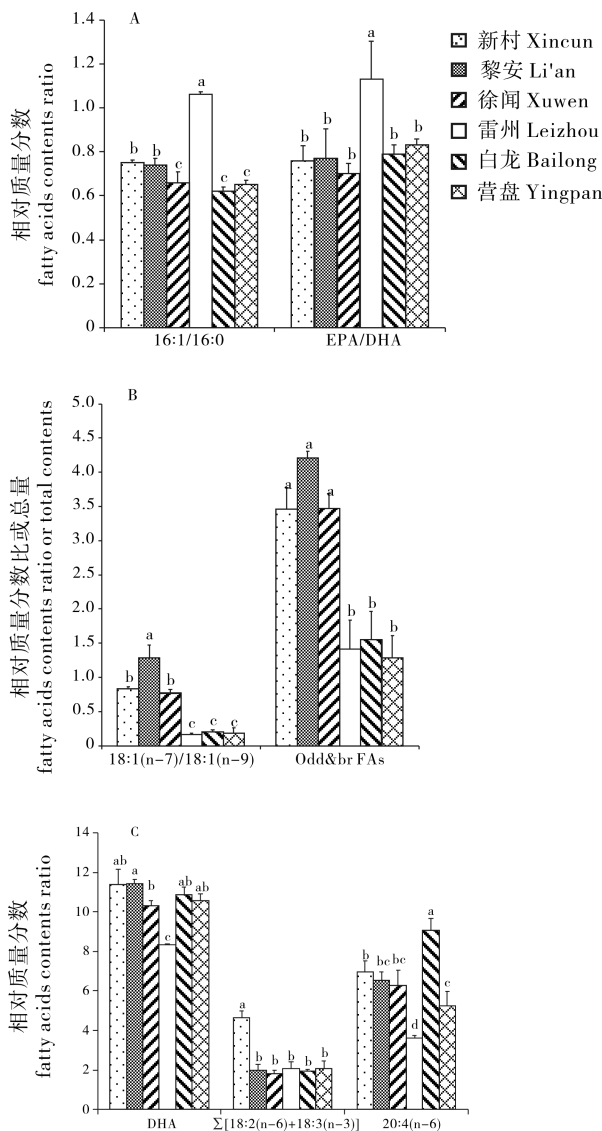 A
1.4
1.2
1.0
0.8
0.6
0.4
0.2
0
相对质量分数
fatty acids contents ratio
b b c a c c
b b b a b b
16:1/16:0 EPA/DHA
新村 Xincun
黎安 Li'an
徐闻 Xuwen
雷州 Leizhou
白龙 Bailong
营盘 Yingpan
B
5.0
4.5
4.0
3.5
3.0
2.5
2.0
1.5
1.0
0.5
0
相对质量分数比或总量
fatty acids contents ratio or total contents
b a b c c c
a a a b b b
18:1(n-7)/18:1(n-9) Odd&br FAs
C
14
12
10
8
6
4
2
0
相对质量分数
fatty acids contents ratio
ab a b c ab ab
a b b b b b
b bc bc d a c
DHA ∑[18:2(n-6)+18:3(n-3)] 20:4(n-6)